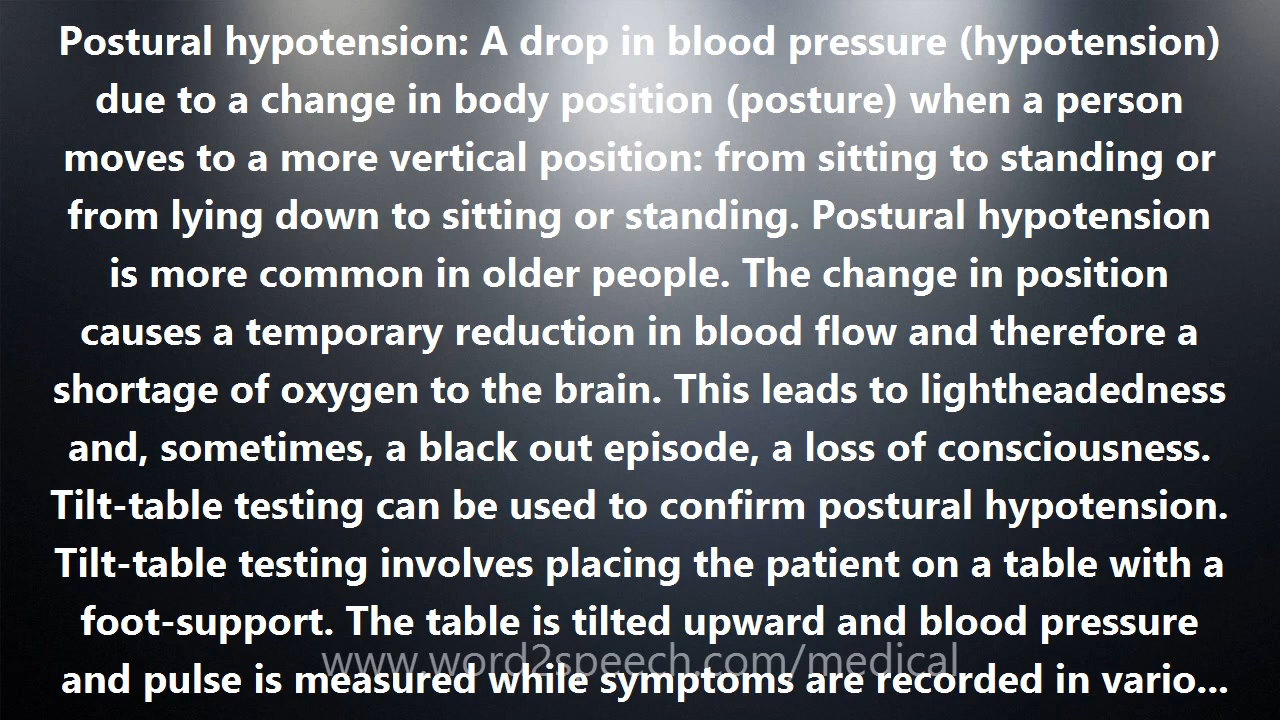 Postural hypotension: A drop in blood pressure (hypotension)
due to a change in body position (posture) when a person
moves to a more vertical position: from sitting to standing or
from lying down to sitting or standing. Postural hypotension
is more common in older people. The change in position
causes a temporary reduction in blood flow and therefore a
shortage of oxygen to the brain. This leads to lightheadedness
and, sometimes, a black out episode, a loss of consciousness.
Tilt-table testing can be used to confirm postural hypotension.
Tilt-table testing involves placing the patient on a table with a
foot-support. The table is tilted upward and blood pressure
www.word2speech.com/medical
and pulse is measured while symptoms are recorded in vario...